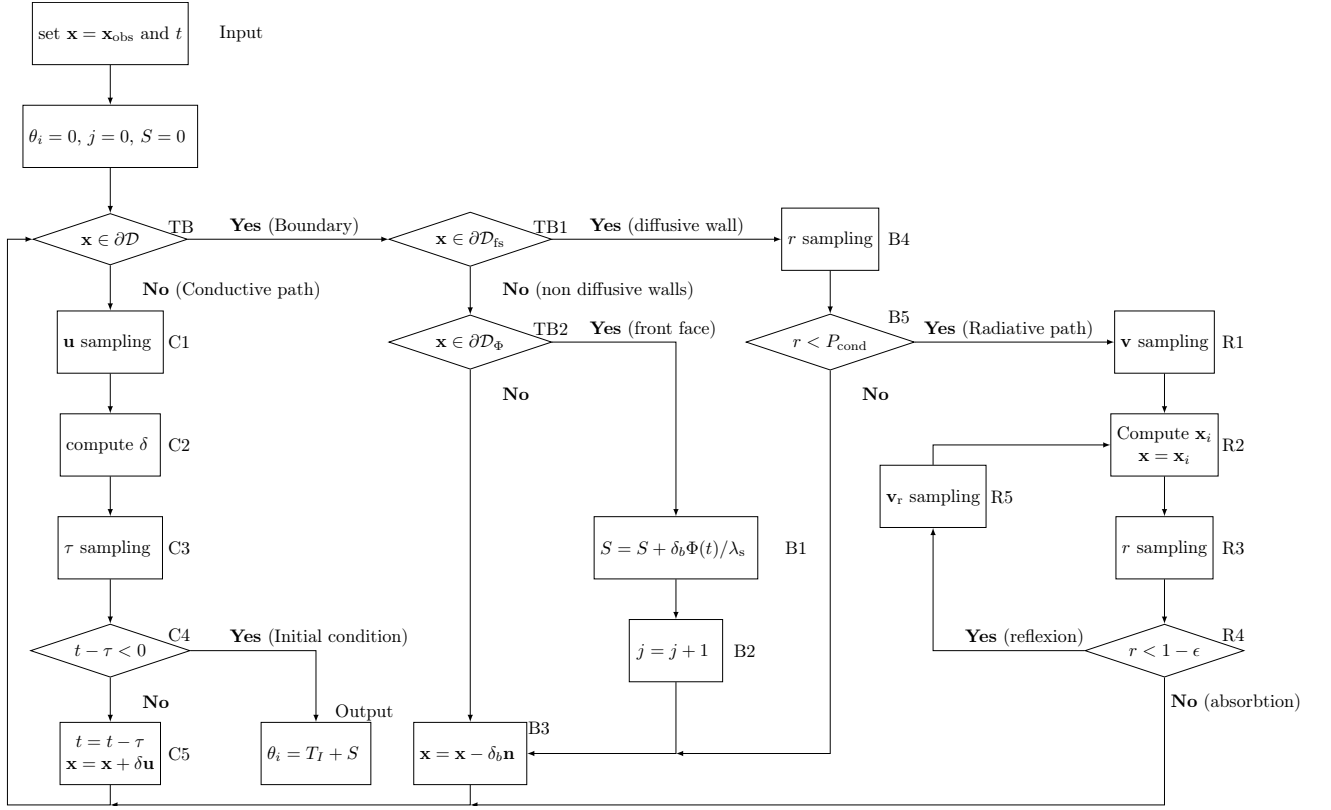 set x = x_obs and t
Input
θ_i = 0, j = 0, S = 0
x ∈ ∂D
TB
Yes (Boundary)
x ∈ ∂D_fs
TB1
Yes (diffusive wall)
r sampling
B4
No (Conductive path)
No (non diffusive walls)
u sampling
C1
x ∈ ∂D_Φ
TB2
Yes (front face)
r < P_cond
B5
Yes (Radiative path)
v sampling
R1
No
No
compute δ
C2
Compute x_i
x = x_i
R2
v_r sampling
R5
τ sampling
C3
S = S + δ_bΦ(t)/λ_s
B1
r sampling
R3
t − τ < 0
C4
Yes (Initial condition)
j = j + 1
B2
Yes (reflexion)
r < 1 − ϵ
R4
No
No (absorbtion)
Output
t = t − τ
x = x + δu
C5
θ_i = T_I + S
x = x − δ_bn
B3